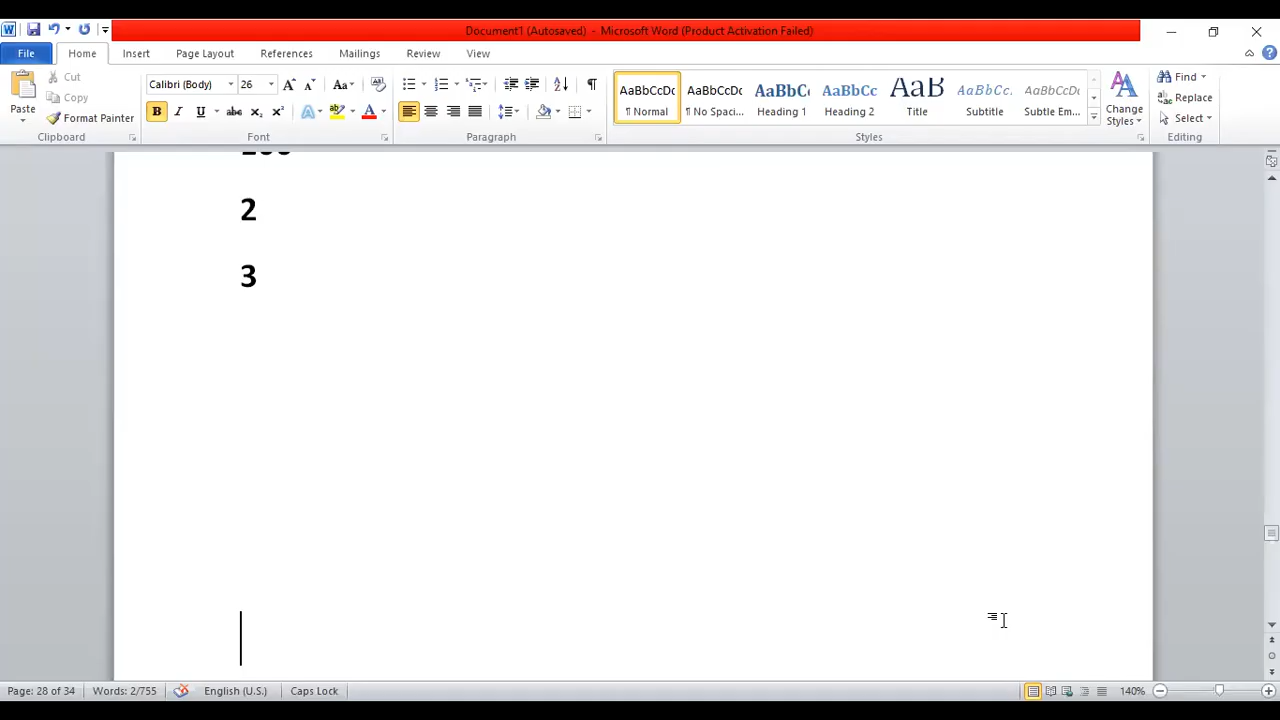 Document1 (Autosaved) - Microsoft Word (Product Activation Failed)
File Home Insert Page Layout References Mailings Review View
Cut
Copy
Format Painter
Paste
Clipboard
Calibri (Body) 26
Font
Paragraph
AaBbCcDc AaBbCcDc AaBbC AaBbCc AaB AaBbCc. AaBbCcDc
¶ Normal ¶ No Spaci... Heading 1 Heading 2 Title Subtitle Subtle Em...
Styles
Change Styles
Find
Replace
Select
Editing
2
3
Page: 28 of 34 Words: 2/755 English (U.S.) Caps Lock 140%